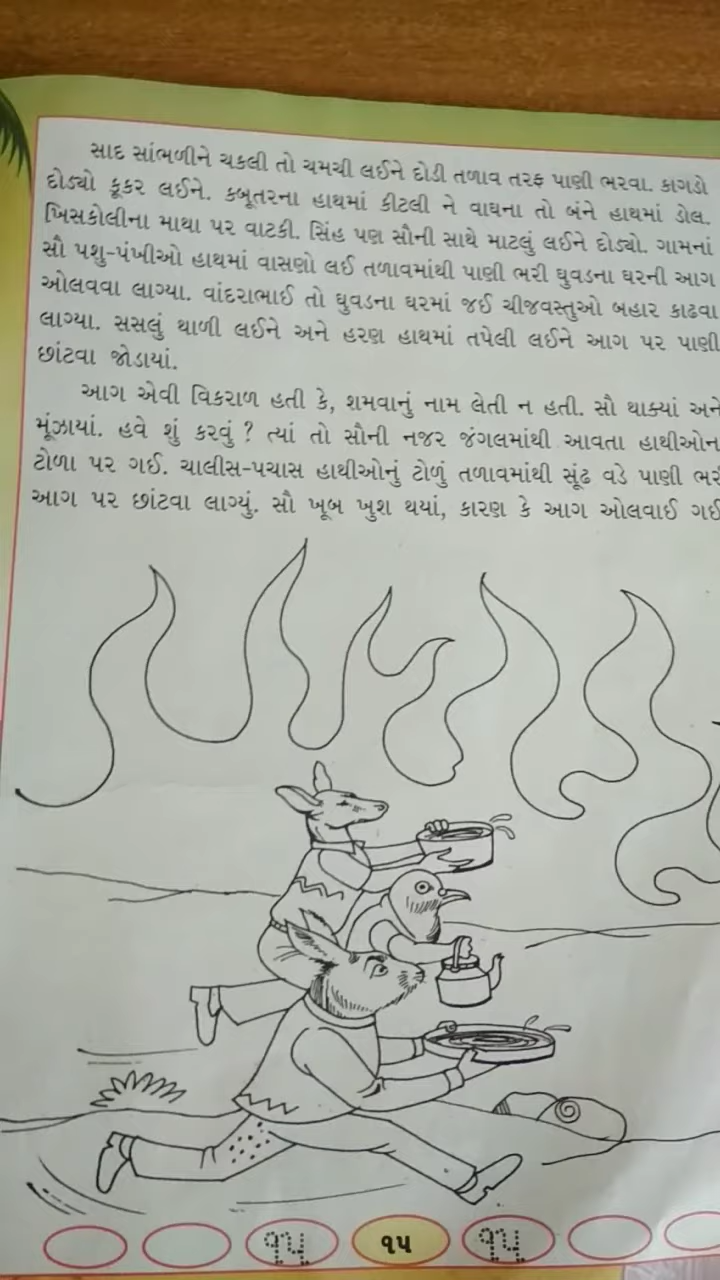 સાદ સાંભળીને ચકલી તો ચમચી લઈને દોડી તળાવ તરફ પાણી ભરવા. કાગડો
દોડ્યો કૂકર લઈને. કબૂતરના હાથમાં કીટલી ને વાઘના તો બંને હાથમાં ડોલ.
ખિસકોલીના માથા પર વાટકી. સિંહ પણ સૌની સાથે માટલું લઈને દોડ્યો. ગામનાં
સૌ પશુ-પંખીઓ હાથમાં વાસણો લઈ તળાવમાંથી પાણી ભરી ઘુવડના ઘરની આગ
ઓલવવા લાગ્યા. વાંદરાભાઈ તો ઘુવડના ઘરમાં જઈ ચીજવસ્તુઓ બહાર કાઢવા
લાગ્યા. સસલું થાળી લઈને અને હરણ હાથમાં તપેલી લઈને આગ પર પાણી
છાંટવા જોડાયાં.
આગ એવી વિકરાળ હતી કે, શમવાનું નામ લેતી ન હતી. સૌ થાક્યાં અને
મૂંઝાયાં. હવે શું કરવું ? ત્યાં તો સૌની નજર જંગલમાંથી આવતા હાથીઓન
ટોળા પર ગઈ. ચાલીસ-પચાસ હાથીઓનું ટોળું તળાવમાંથી સૂંઢ વડે પાણી ભર
આગ પર છાંટવા લાગ્યું. સૌ ખૂબ ખુશ થયાં, કારણ કે આગ ઓલવાઈ ગઈ
૧૫ ૧૫ ૧૫